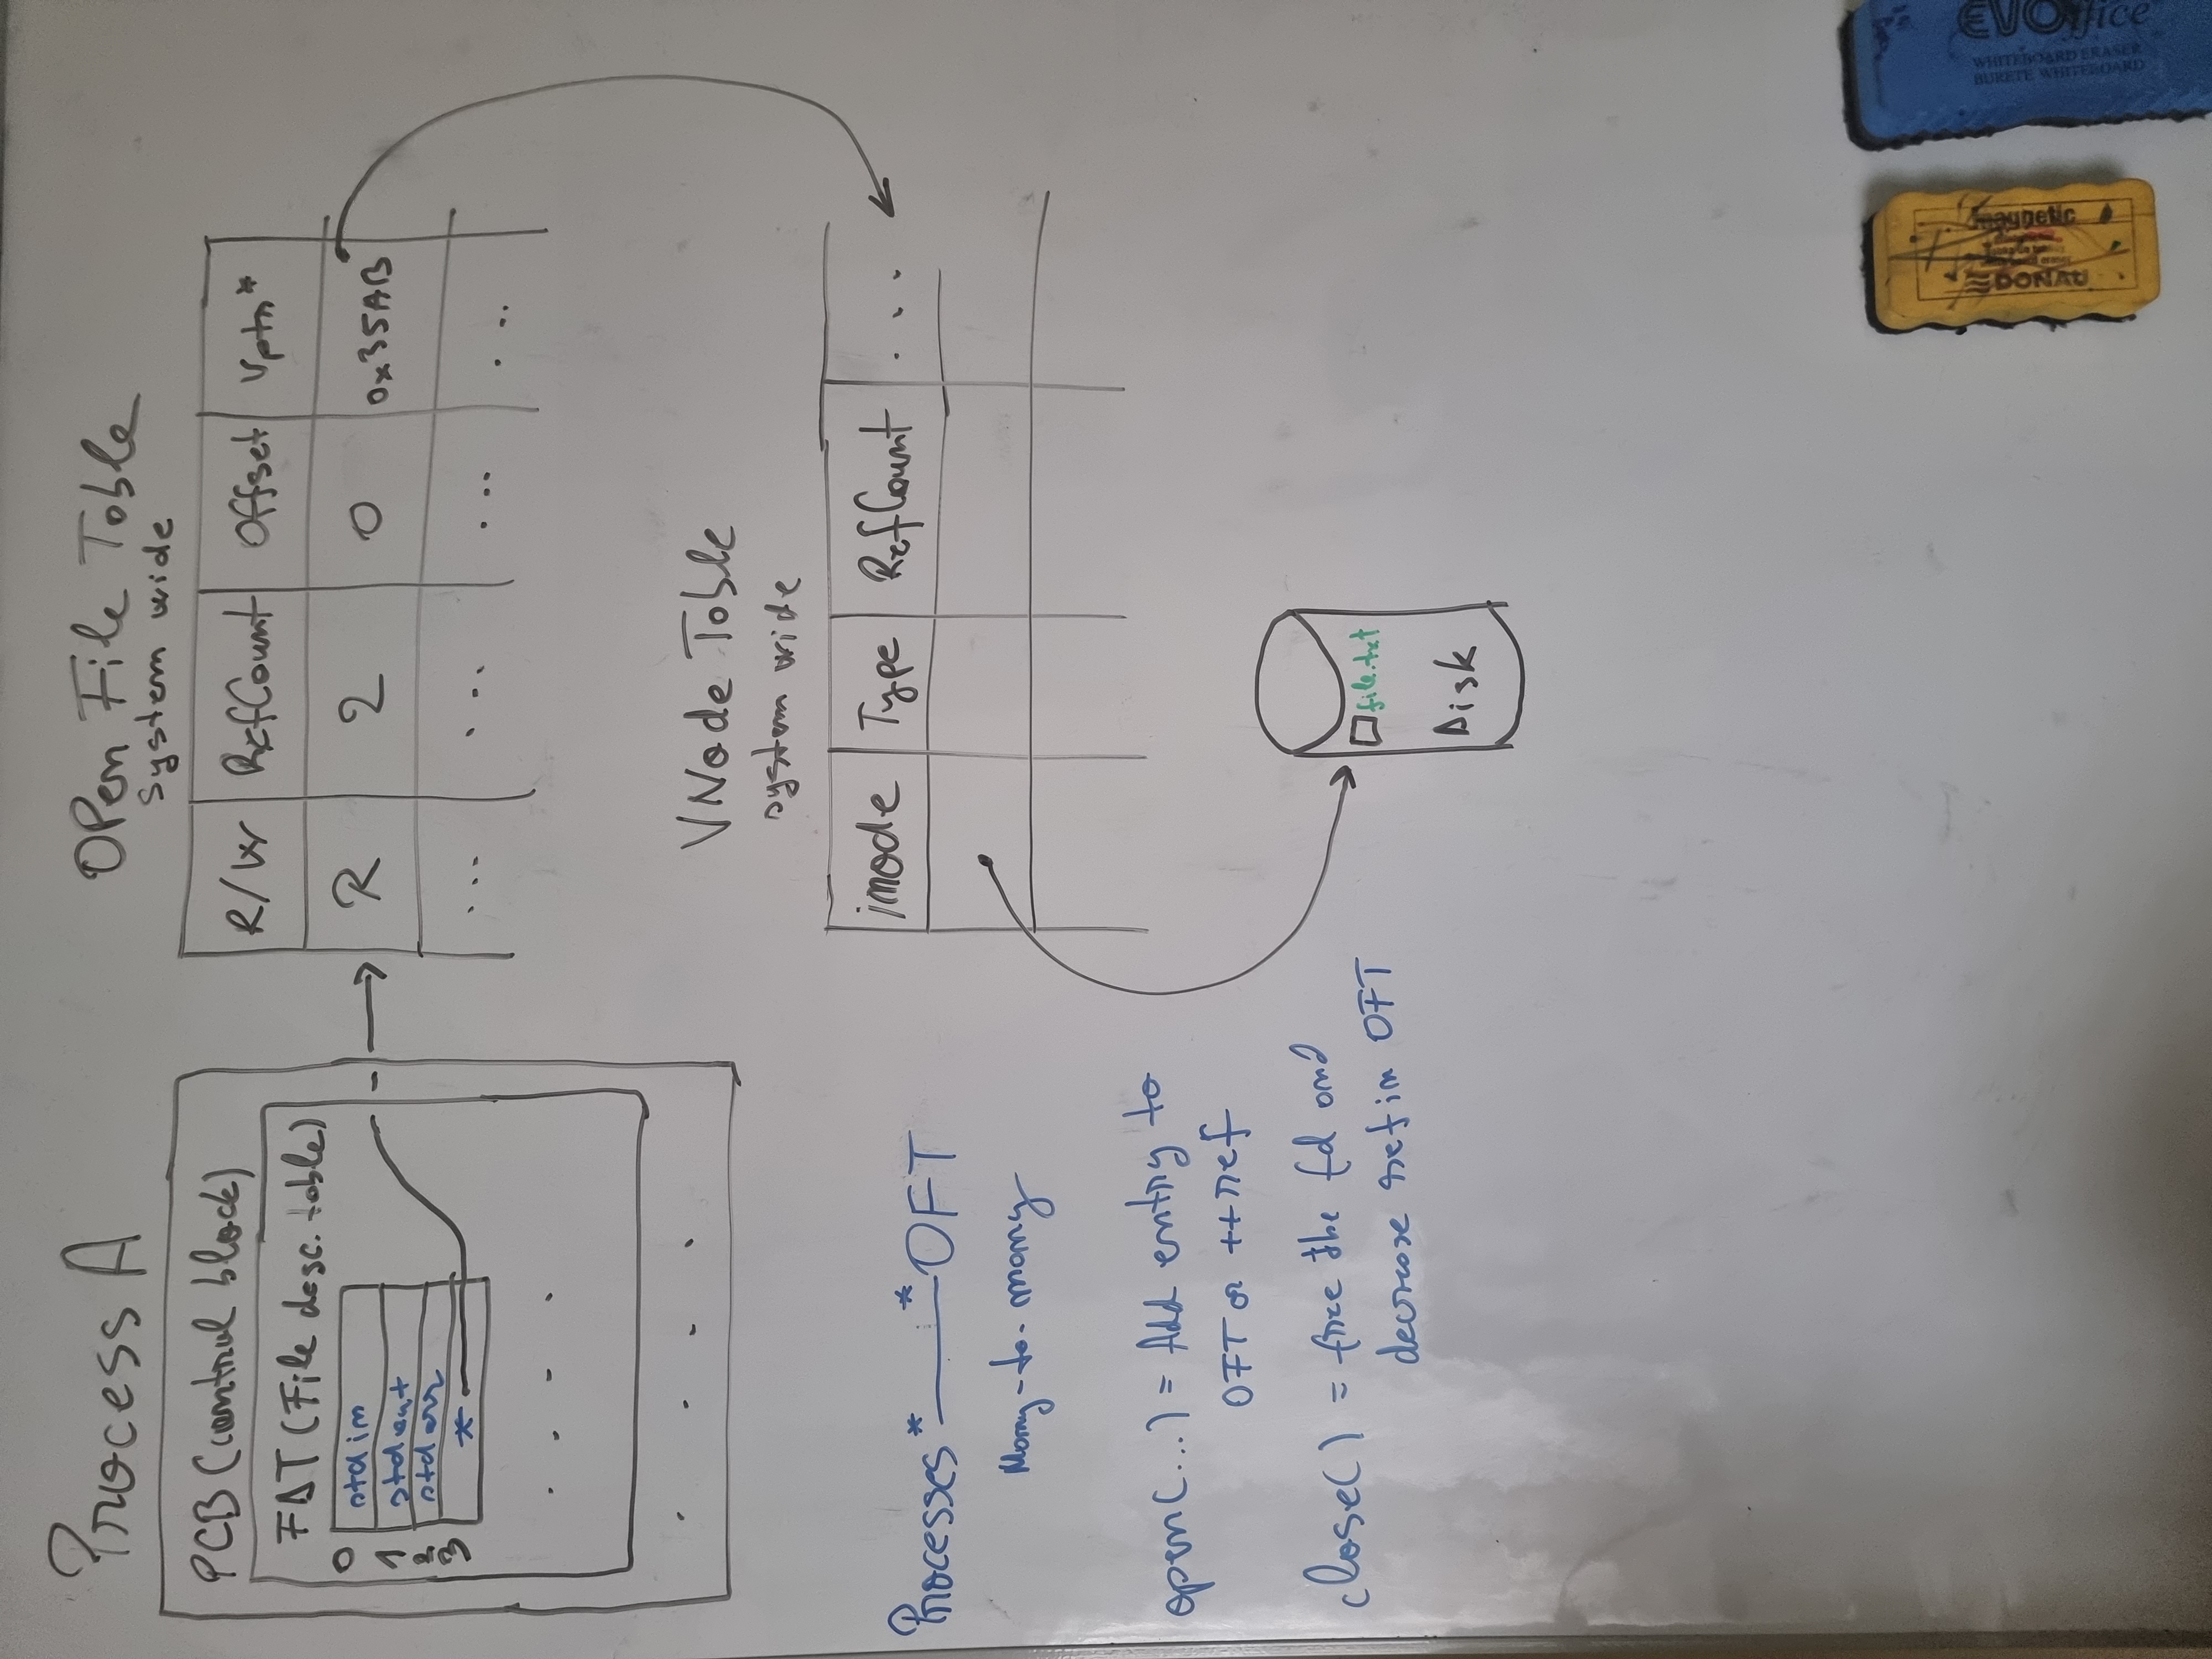 Process A
PCB (control block)
FDT (File desc. table)
0 stdin
1 stdout
2 stderr
3 *
. . . .
. . . .
Open File Table
system wide
R/W RefCount Offset Vptr*
R 2 0 0x35AB
... ... ... ...
VNode Table
system wide
inode Type RefCount ...
Processes * * OFT
Many-to-many
open(...) = Add entry to
OFT or ++ref
close() = free the fd and
decrease ref in OFT
file.txt
Disk
magnetic
DONAU
EVOffice
WHITEBOARD ERASER
BURETE WHITEBOARD